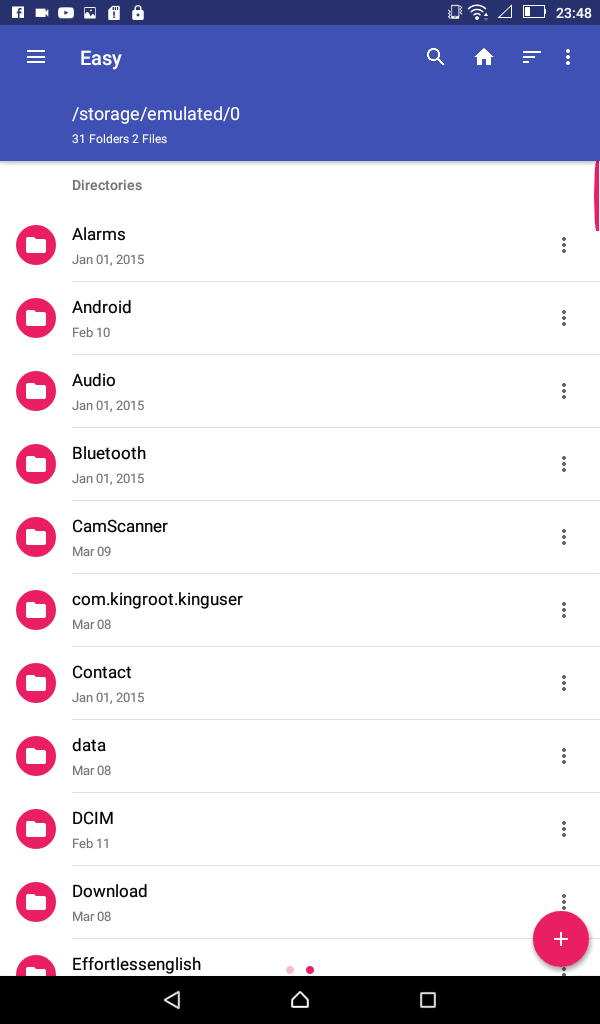 23:48
Easy
/storage/emulated/0
31 Folders 2 Files
Directories
Alarms
Jan 01, 2015
Android
Feb 10
Audio
Jan 01, 2015
Bluetooth
Jan 01, 2015
CamScanner
Mar 09
com.kingroot.kinguser
Mar 08
Contact
Jan 01, 2015
data
Mar 08
DCIM
Feb 11
Download
Mar 08
Effortlessenglish